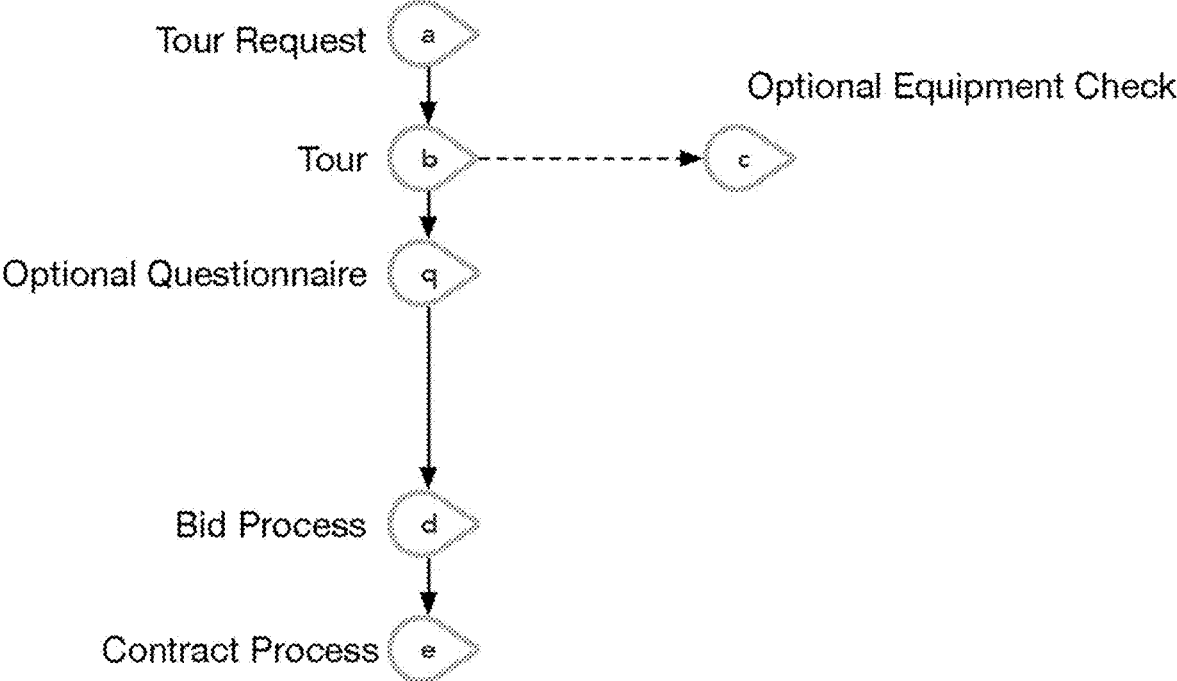 Tour Request
a
Optional Equipment Check
Tour
b
c
Optional Questionnaire
q
Bid Process
d
Contract Process
e